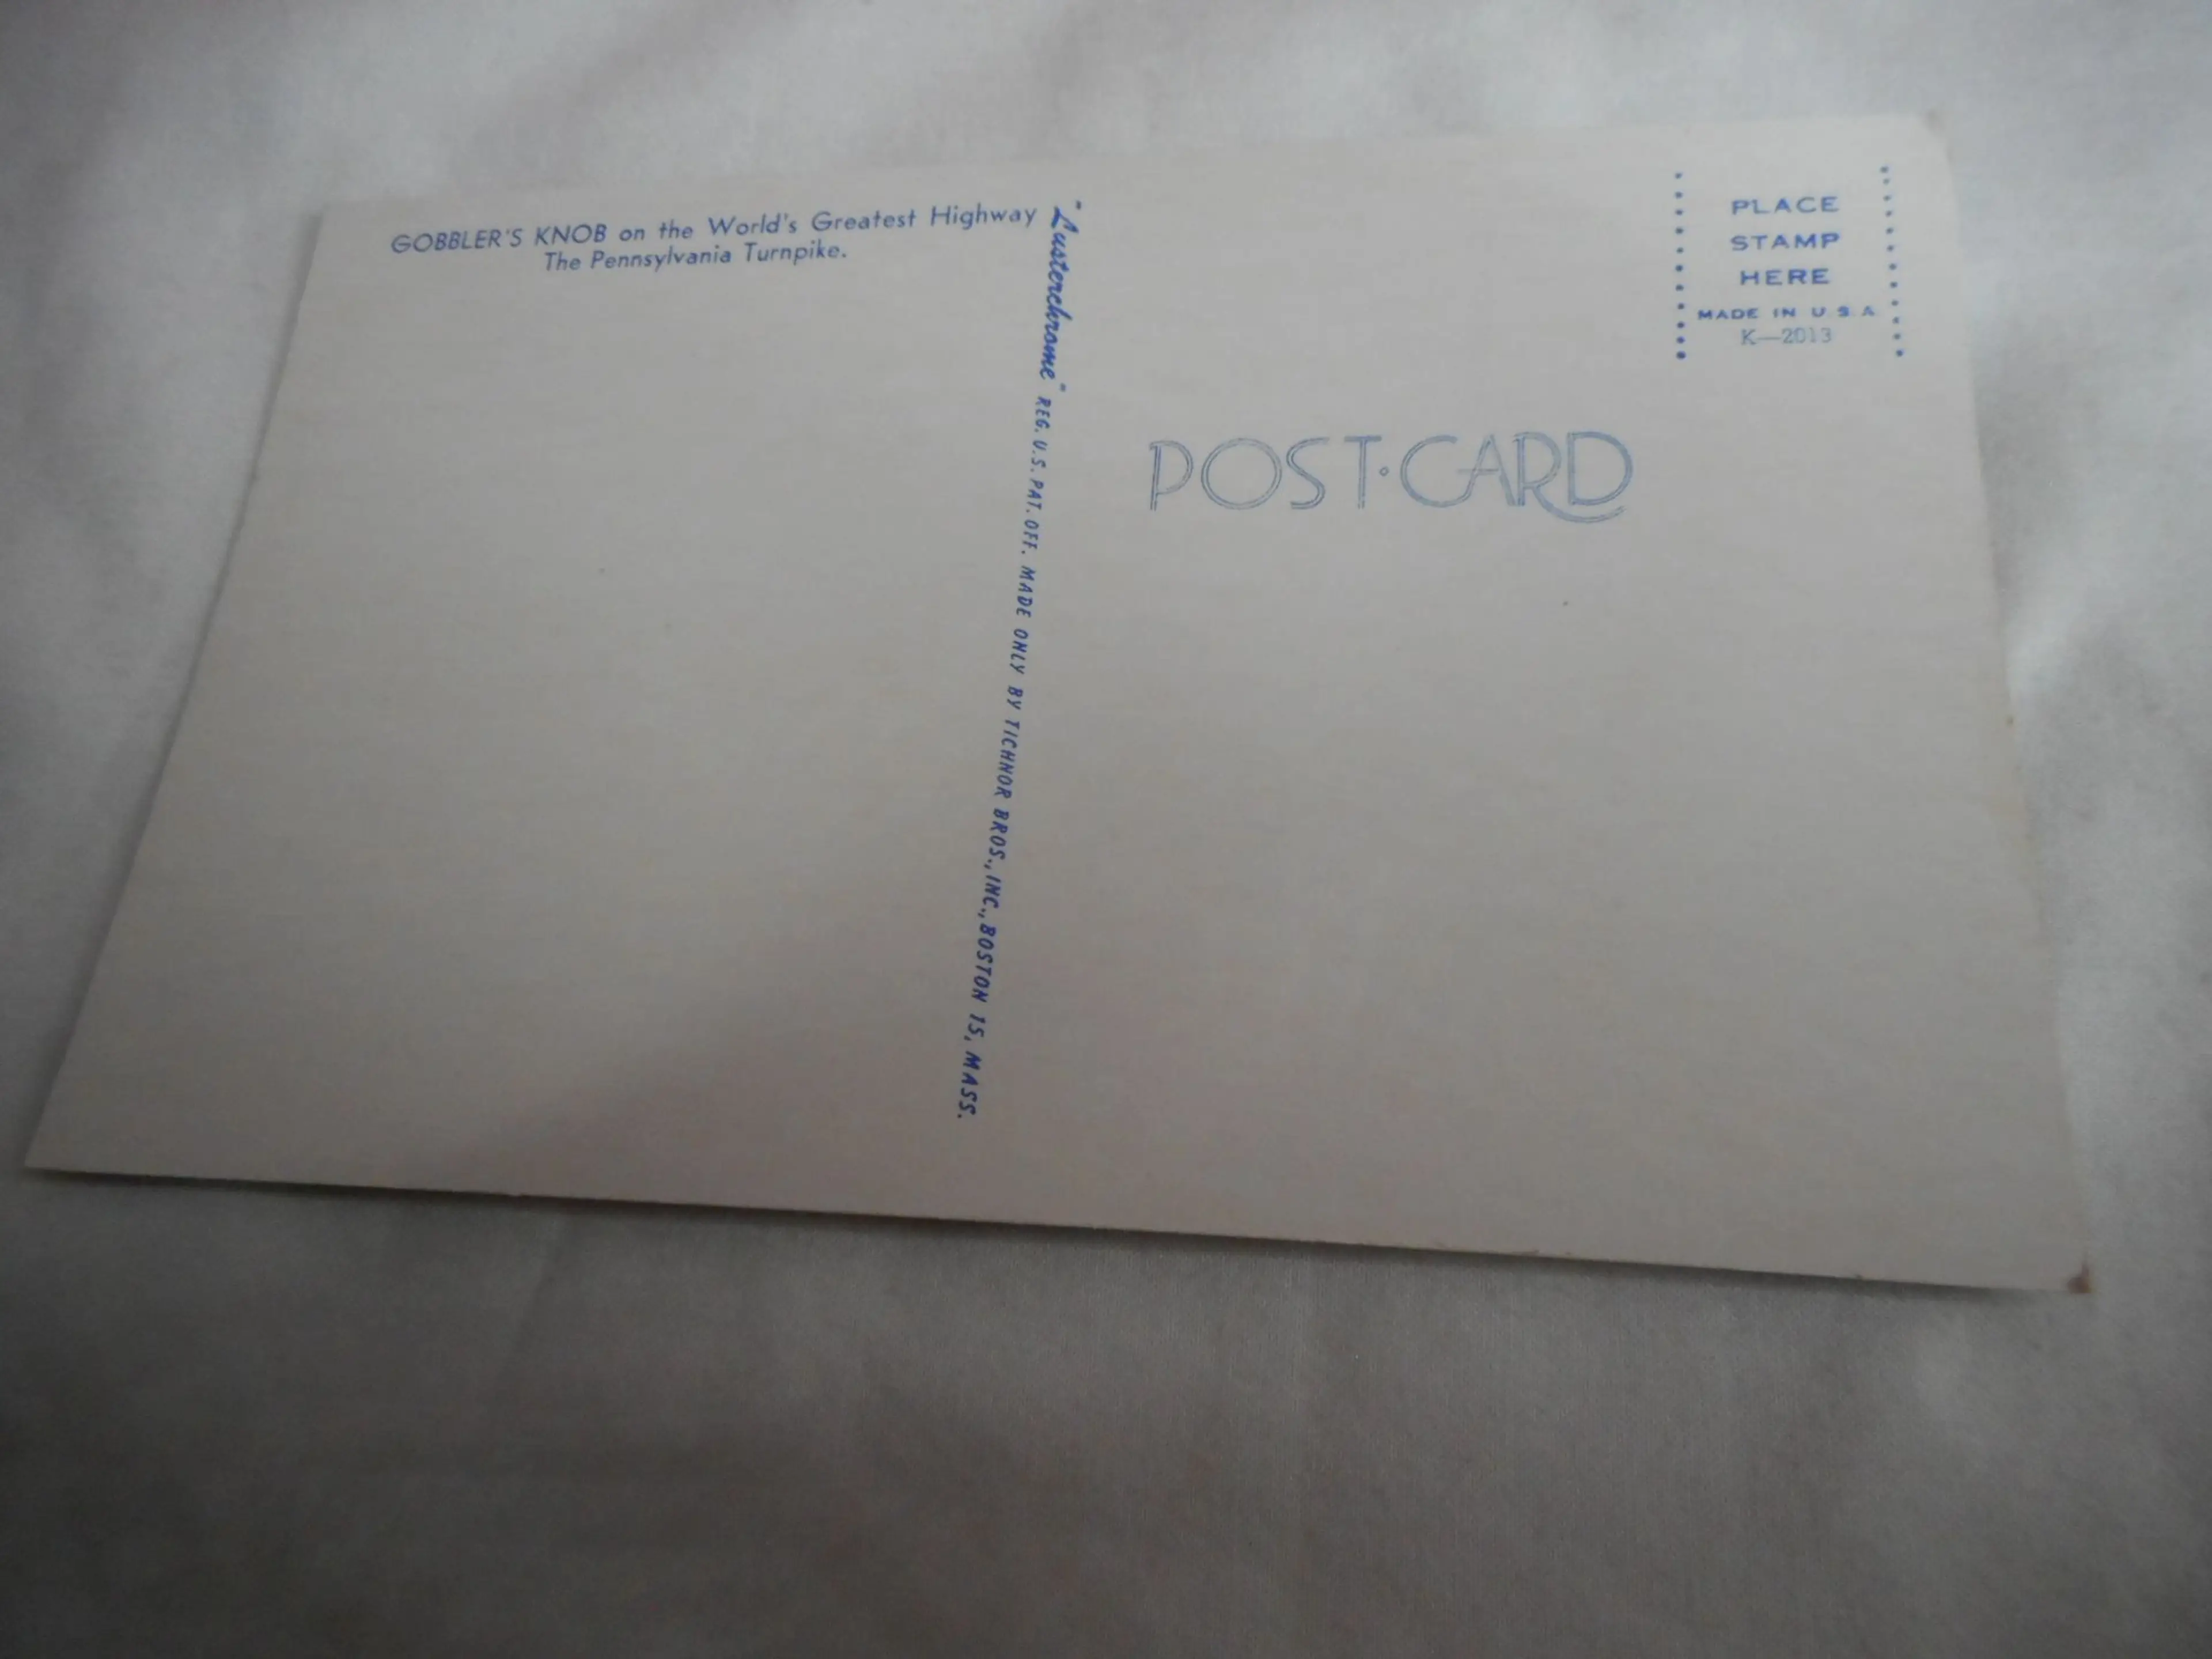 GOBBLER'S KNOB on the World's Greatest Highway
The Pennsylvania Turnpike.
"Lusterchrome" REG. U.S. PAT. OFF. MADE ONLY BY TICHNOR BROS., INC., BOSTON 15, MASS.
PLACE
STAMP
HERE
MADE IN U S A
K—2013
POST·CARD